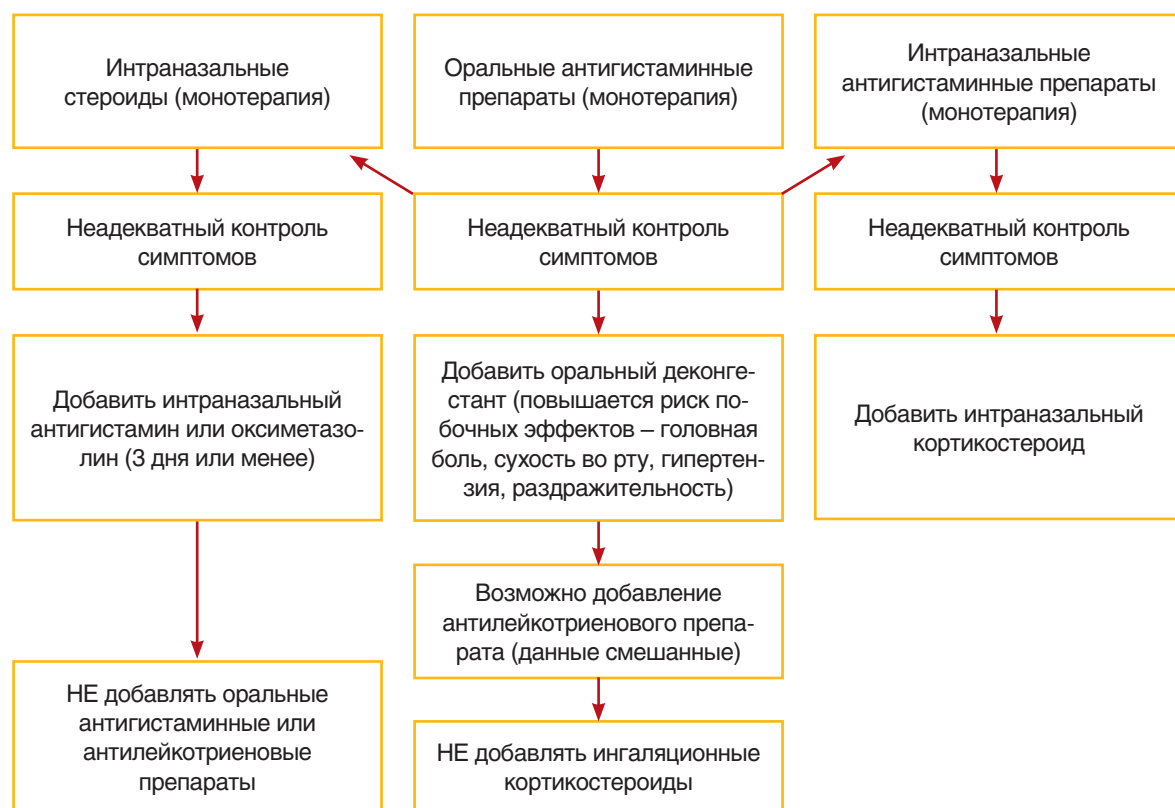 Интраназальные
стероиды (монотерапия)
Оральные антигистаминные
препараты (монотерапия)
Интраназальные
антигистаминные препараты
(монотерапия)
Неадекватный контроль
симптомов
Неадекватный контроль
симптомов
Неадекватный контроль
симптомов
Добавить интраназальный
антигистамин или оксиметазо-
лин (3 дня или менее)
Добавить оральный деконге-
стант (повышается риск по-
бочных эффектов – головная
боль, сухость во рту, гипертен-
зия, раздражительность)
Добавить интраназальный
кортикостероид
Возможно добавление
антилейкотриенового препа-
рата (данные смешанные)
НЕ добавлять оральные
антигистаминные или
антилейкотриеновые
препараты
НЕ добавлять ингаляционные
кортикостероиды